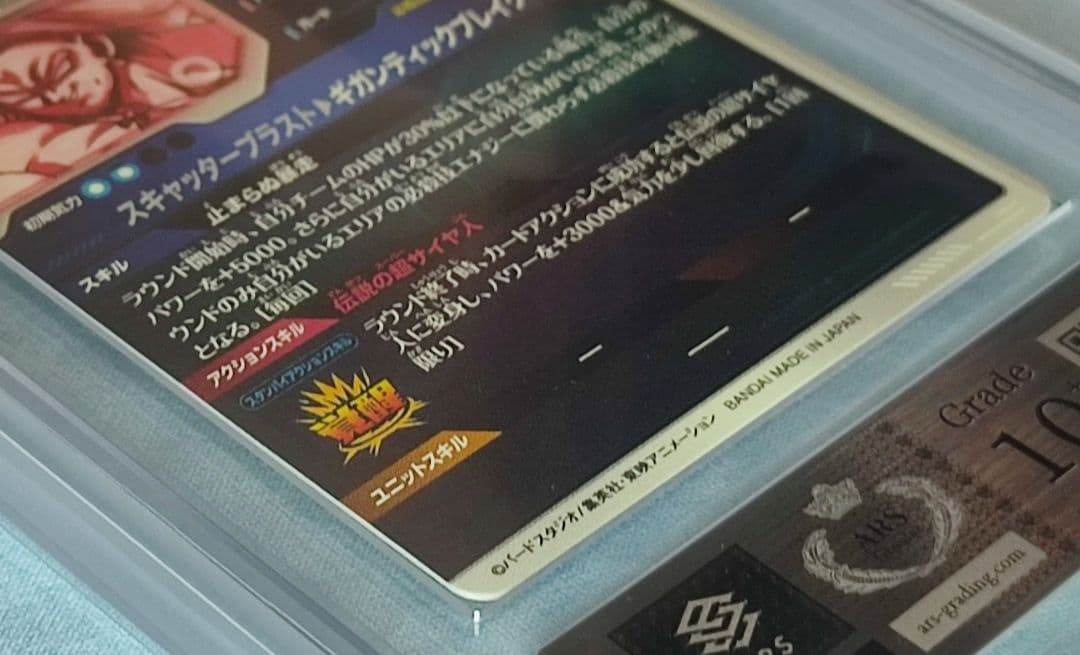 初期気力
スキャッターブラスト▶ギガンティックブレイク
スキル
止まらぬ暴走
ラウンド開始時、自分チームのHPが30%以下になっている場合、自分の
パワーを+5000。さらに自分がいるエリアに自分以外がいない時、このラ
ウンドのみ自分がいるエリアの必殺技はエナジーに関わらず必ず
となる。[毎回]
アクションスキル
スタンバイアクションスキル
伝説の超サイヤ人
ラウンド終了時、カードアクションに成功すると伝説の超サイヤ
人に変身し、パワーを+3000&気力を少し回復する。[1回
限り]
覚醒
ユニットスキル
©バードスタジオ/集英社・東映アニメーション BANDAI MADE IN JAPAN
Grade
10+
ARS
ars-grading.com